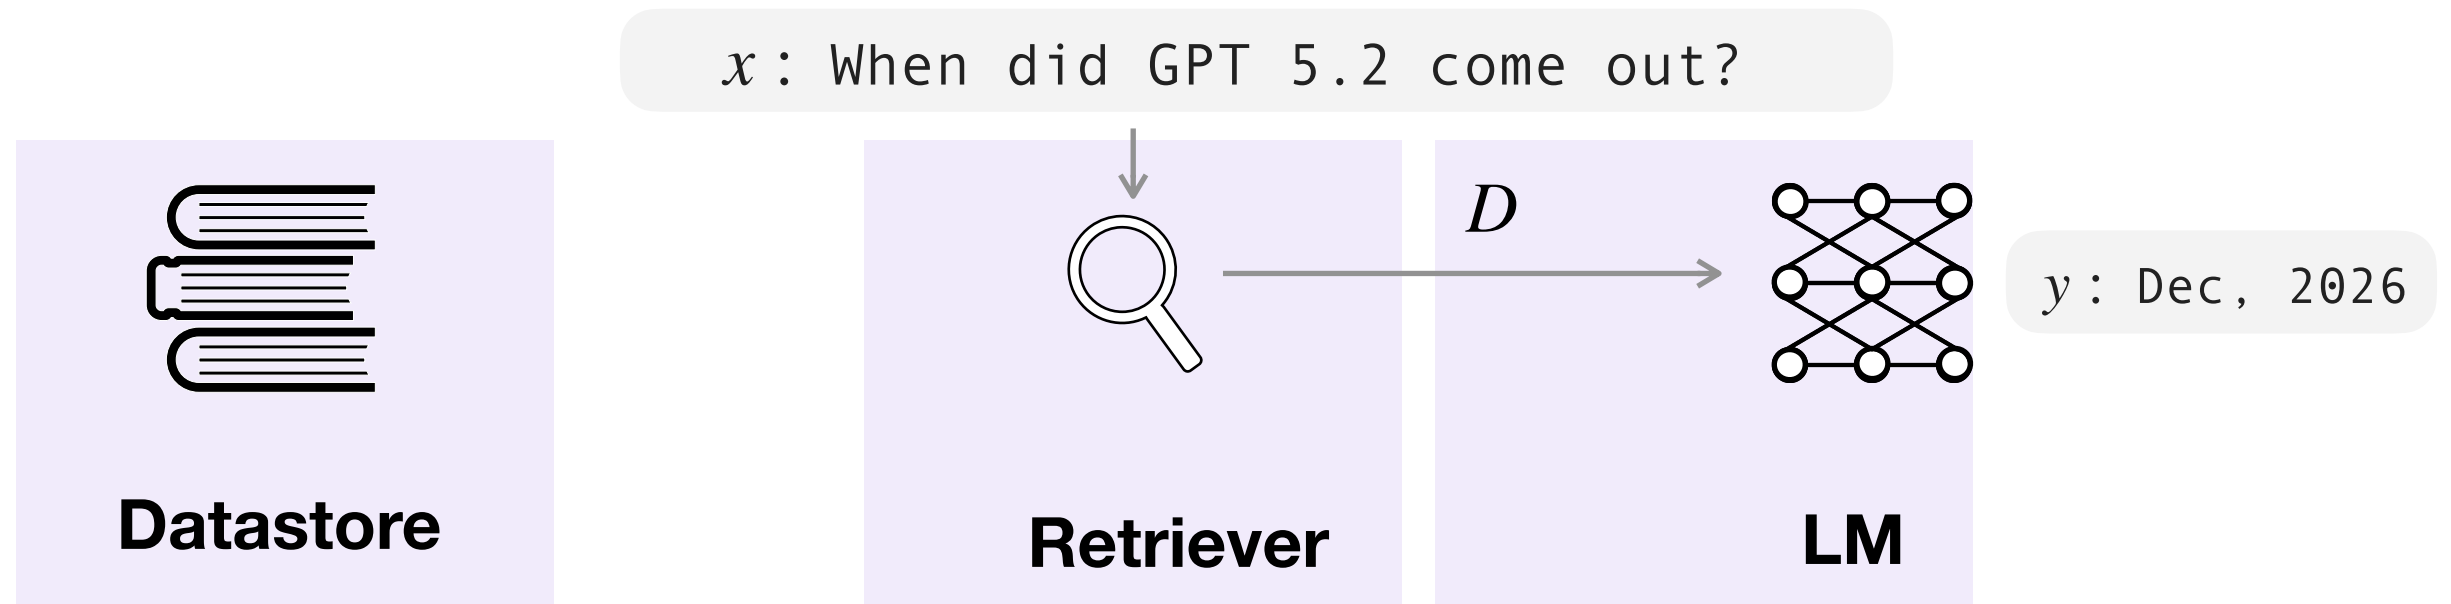 x: When did GPT 5.2 come out?
D
y: Dec, 2026
Datastore
Retriever
LM